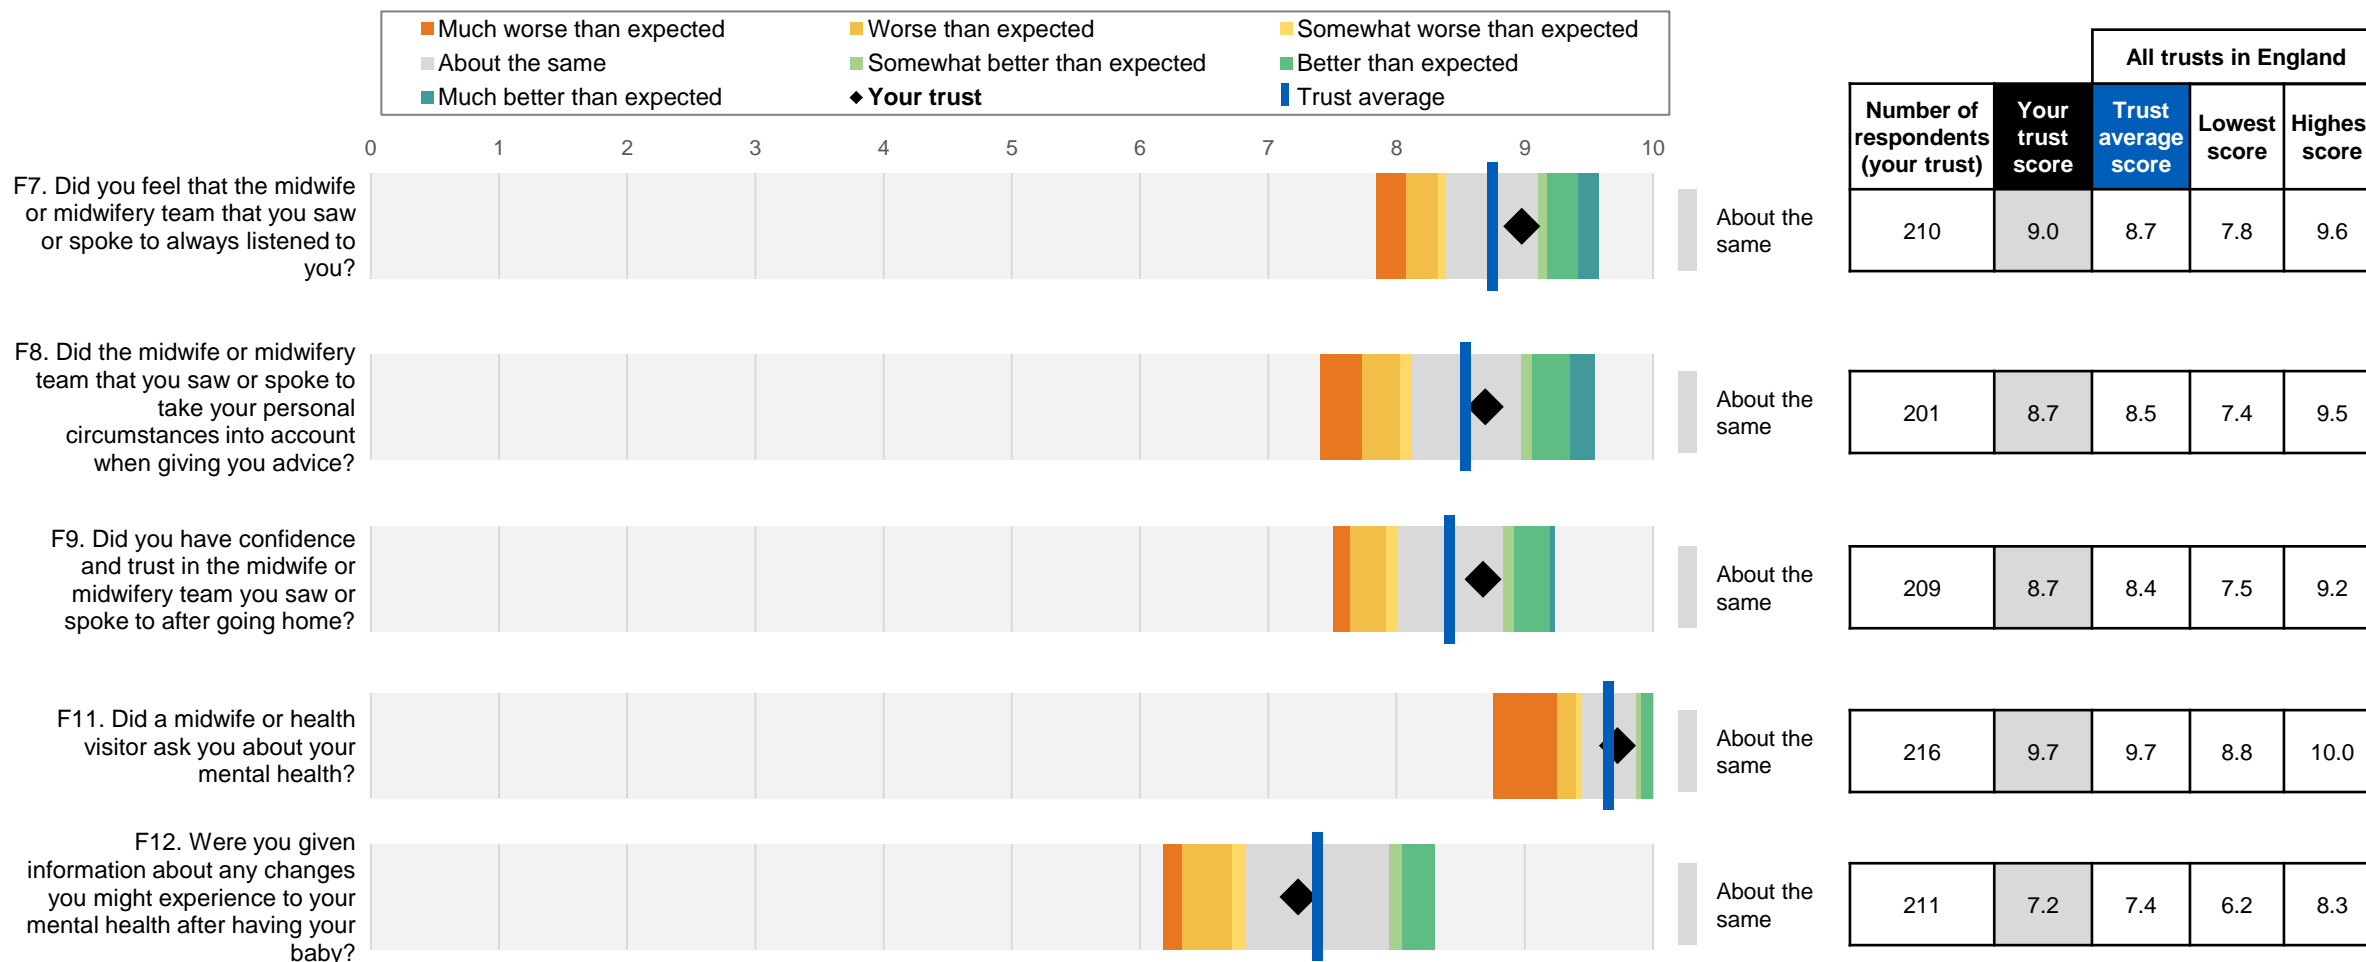 Much worse than expected
Worse than expected
Somewhat worse than expected
About the same
Somewhat better than expected
Better than expected
Much better than expected
Your trust
Trust average
All trusts in England
Number of
respondents
(your trust)
Your
trust
score
Trust
average
score
Lowest
score
Highes
score
0 1 2 3 4 5 6 7 8 9 10
F7. Did you feel that the midwife
or midwifery team that you saw
or spoke to always listened to
you?
About the
same
210 9.0 8.7 7.8 9.6
F8. Did the midwife or midwifery
team that you saw or spoke to
take your personal
circumstances into account
when giving you advice?
About the
same
201 8.7 8.5 7.4 9.5
F9. Did you have confidence
and trust in the midwife or
midwifery team you saw or
spoke to after going home?
About the
same
209 8.7 8.4 7.5 9.2
F11. Did a midwife or health
visitor ask you about your
mental health?
About the
same
216 9.7 9.7 8.8 10.0
F12. Were you given
information about any changes
you might experience to your
mental health after having your
baby?
About the
same
211 7.2 7.4 6.2 8.3